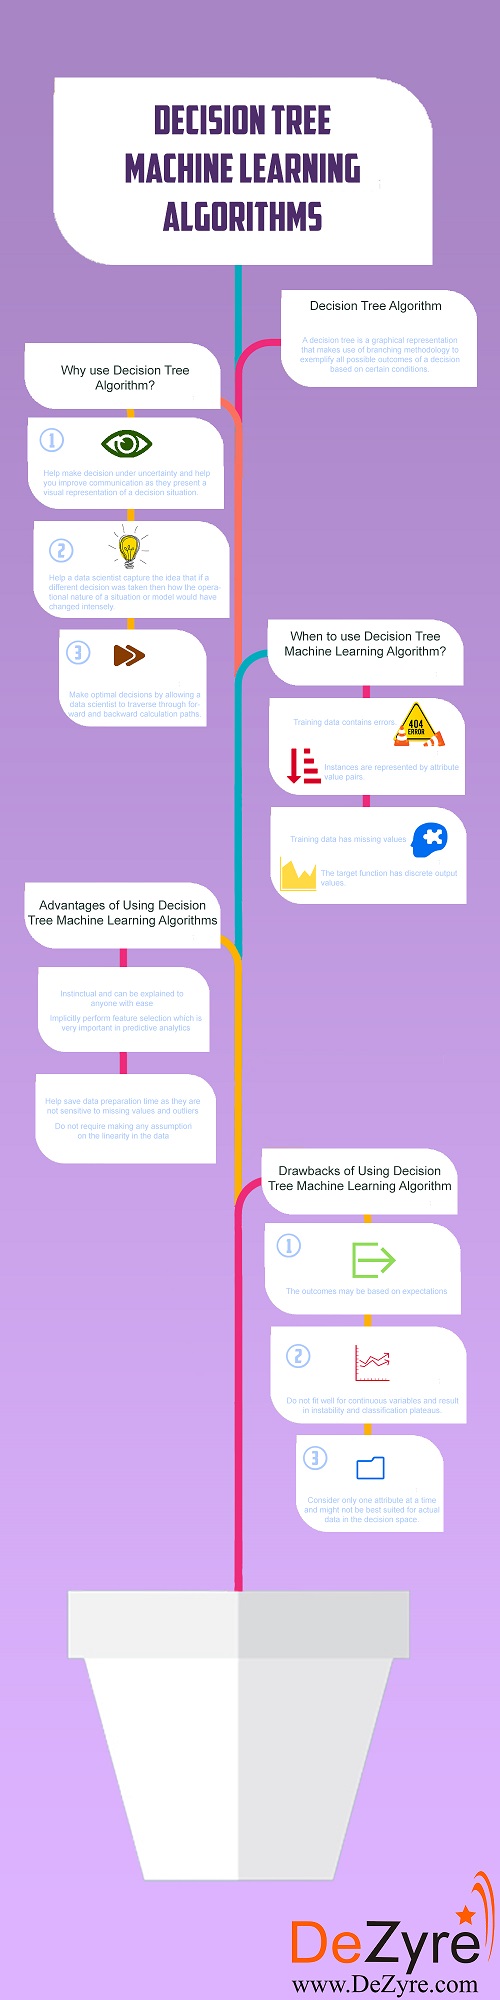 DECISION TREE
MACHINE LEARNING
ALGORITHMS
Decision Tree Algorithm
A decision tree is a graphical representation
that makes use of branching methodology to
exemplify all possible outcomes of a decision
based on certain conditions.
Why use Decision Tree
Algorithm?
1
Help make decision under uncertainty and help
you improve communication as they present a
visual representation of a decision situation.
2
Help a data scientist capture the idea that if a
different decision was taken then how the opera-
tional nature of a situation or model would have
changed intensely.
3
Make optimal decisions by allowing a
data scientist to traverse through for-
ward and backward calculation paths.
When to use Decision Tree
Machine Learning Algorithm?
Training data contains errors.
404
ERROR
Instances are represented by attribute
value pairs.
Training data has missing values.
The target function has discrete output
values.
Advantages of Using Decision
Tree Machine Learning Algorithms
Instinctual and can be explained to
anyone with ease
Implicitly perform feature selection which is
very important in predictive analytics
Help save data preparation time as they are
not sensitive to missing values and outliers
Do not require making any assumption
on the linearity in the data
Drawbacks of Using Decision
Tree Machine Learning Algorithm
1
The outcomes may be based on expectations.
2
Do not fit well for continuous variables and result
in instability and classification plateaus.
3
Consider only one attribute at a time
and might not be best suited for actual
data in the decision space.
DeZyre
www.DeZyre.com